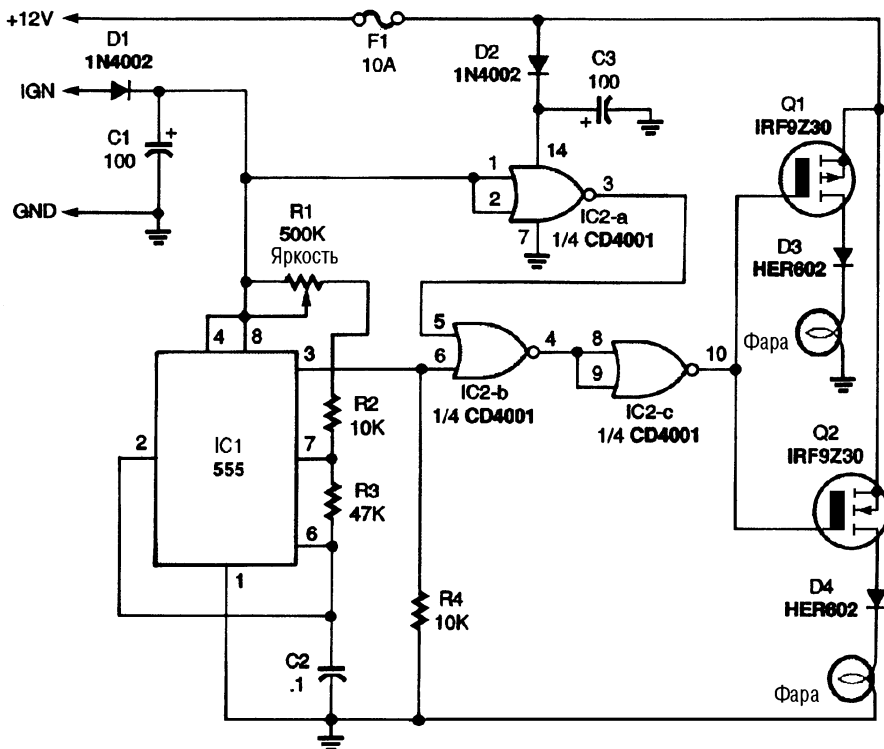 +12V
F1
10A
D1
1N4002
IGN
C1
100
+
GND
D2
1N4002
C3
100
+
14
1
2
3
7
IC2-a
1/4 CD4001
Q1
IRF9Z30
D3
HER602
Фара
R1
500K
Яркость
4
8
3
2
IC1
555
7
6
1
R2
10K
R3
47K
C2
.1
R4
10K
5
6
4
IC2-b
1/4 CD4001
8
9
10
IC2-c
1/4 CD4001
Q2
IRF9Z30
D4
HER602
Фара